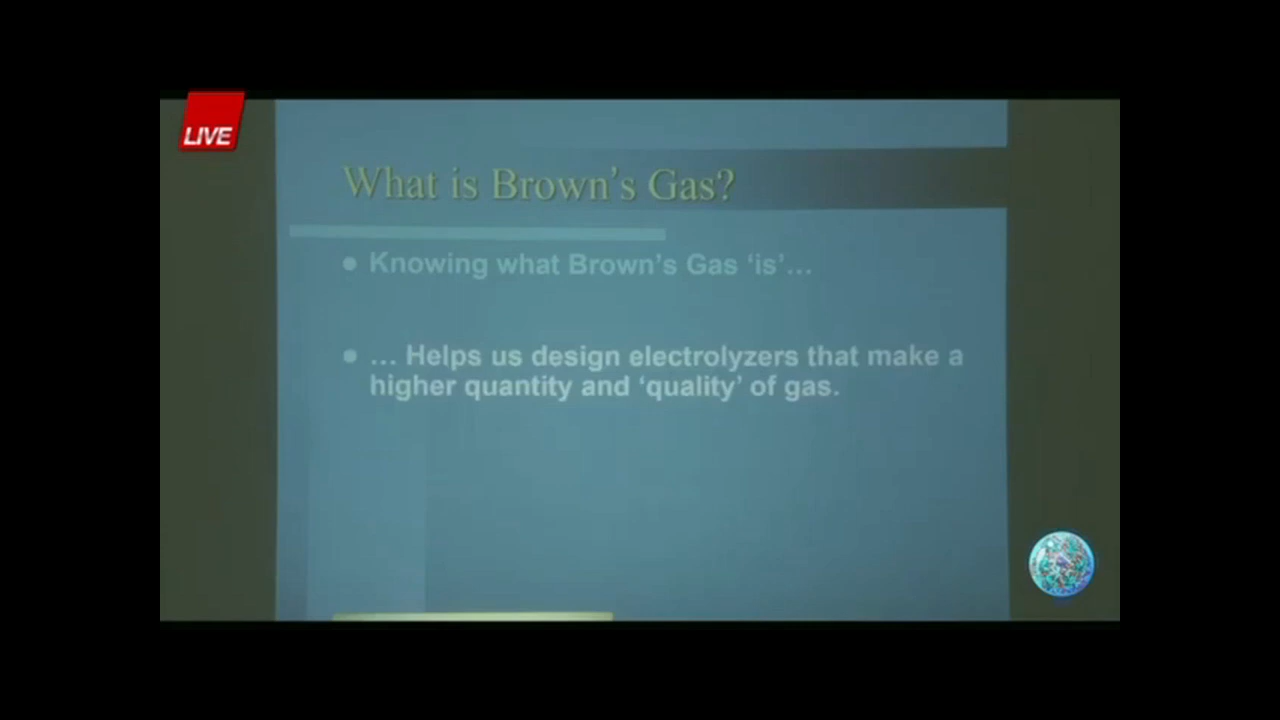 LIVE
What is Brown's Gas?
Knowing what Brown's Gas ‘is’…
… Helps us design electrolyzers that make a
higher quantity and ‘quality’ of gas.